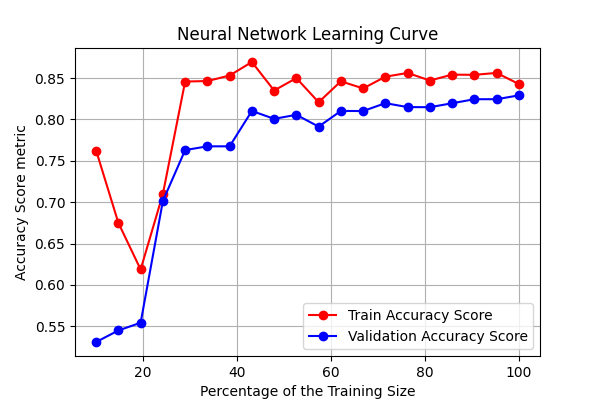 Neural Network Learning Curve
Accuracy Score metric
0.85
0.80
0.75
0.70
0.65
0.60
0.55
20
40
60
80
100
Percentage of the Training Size
Train Accuracy Score
Validation Accuracy Score